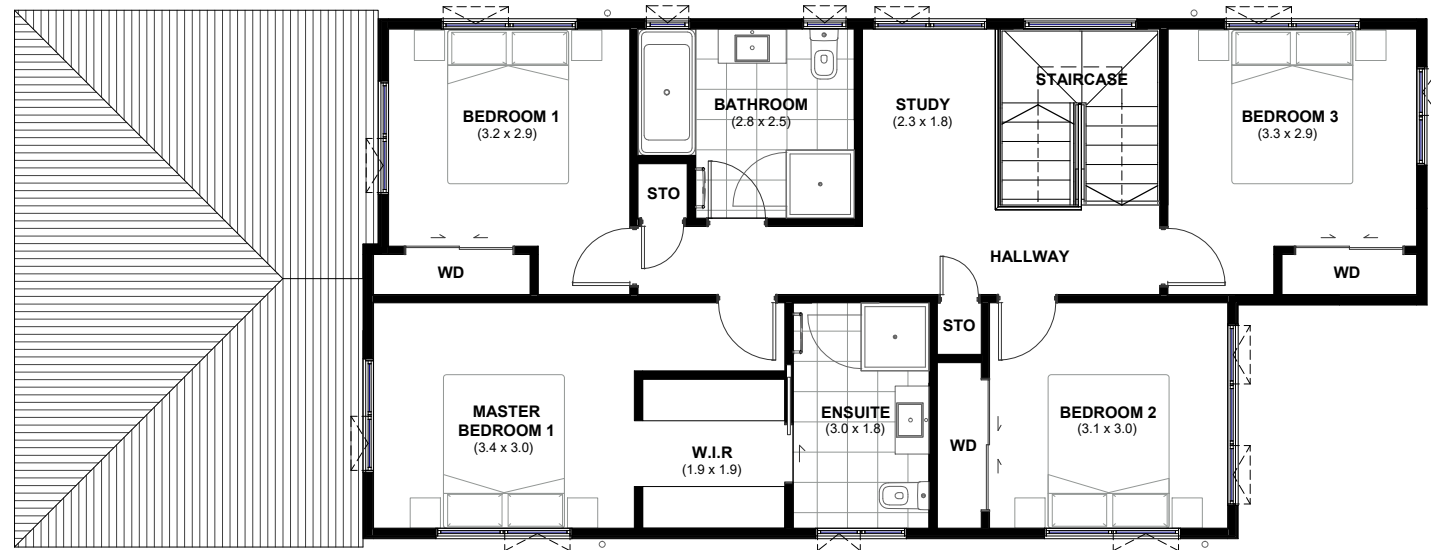 BEDROOM 1
(3.2 x 2.9)
BATHROOM
(2.8 x 2.5)
STUDY
(2.3 x 1.8)
STAIRCASE
BEDROOM 3
(3.3 x 2.9)
STO
WD
HALLWAY
WD
STO
MASTER
BEDROOM 1
(3.4 x 3.0)
W.I.R
(1.9 x 1.9)
ENSUITE
(3.0 x 1.8)
WD
BEDROOM 2
(3.1 x 3.0)